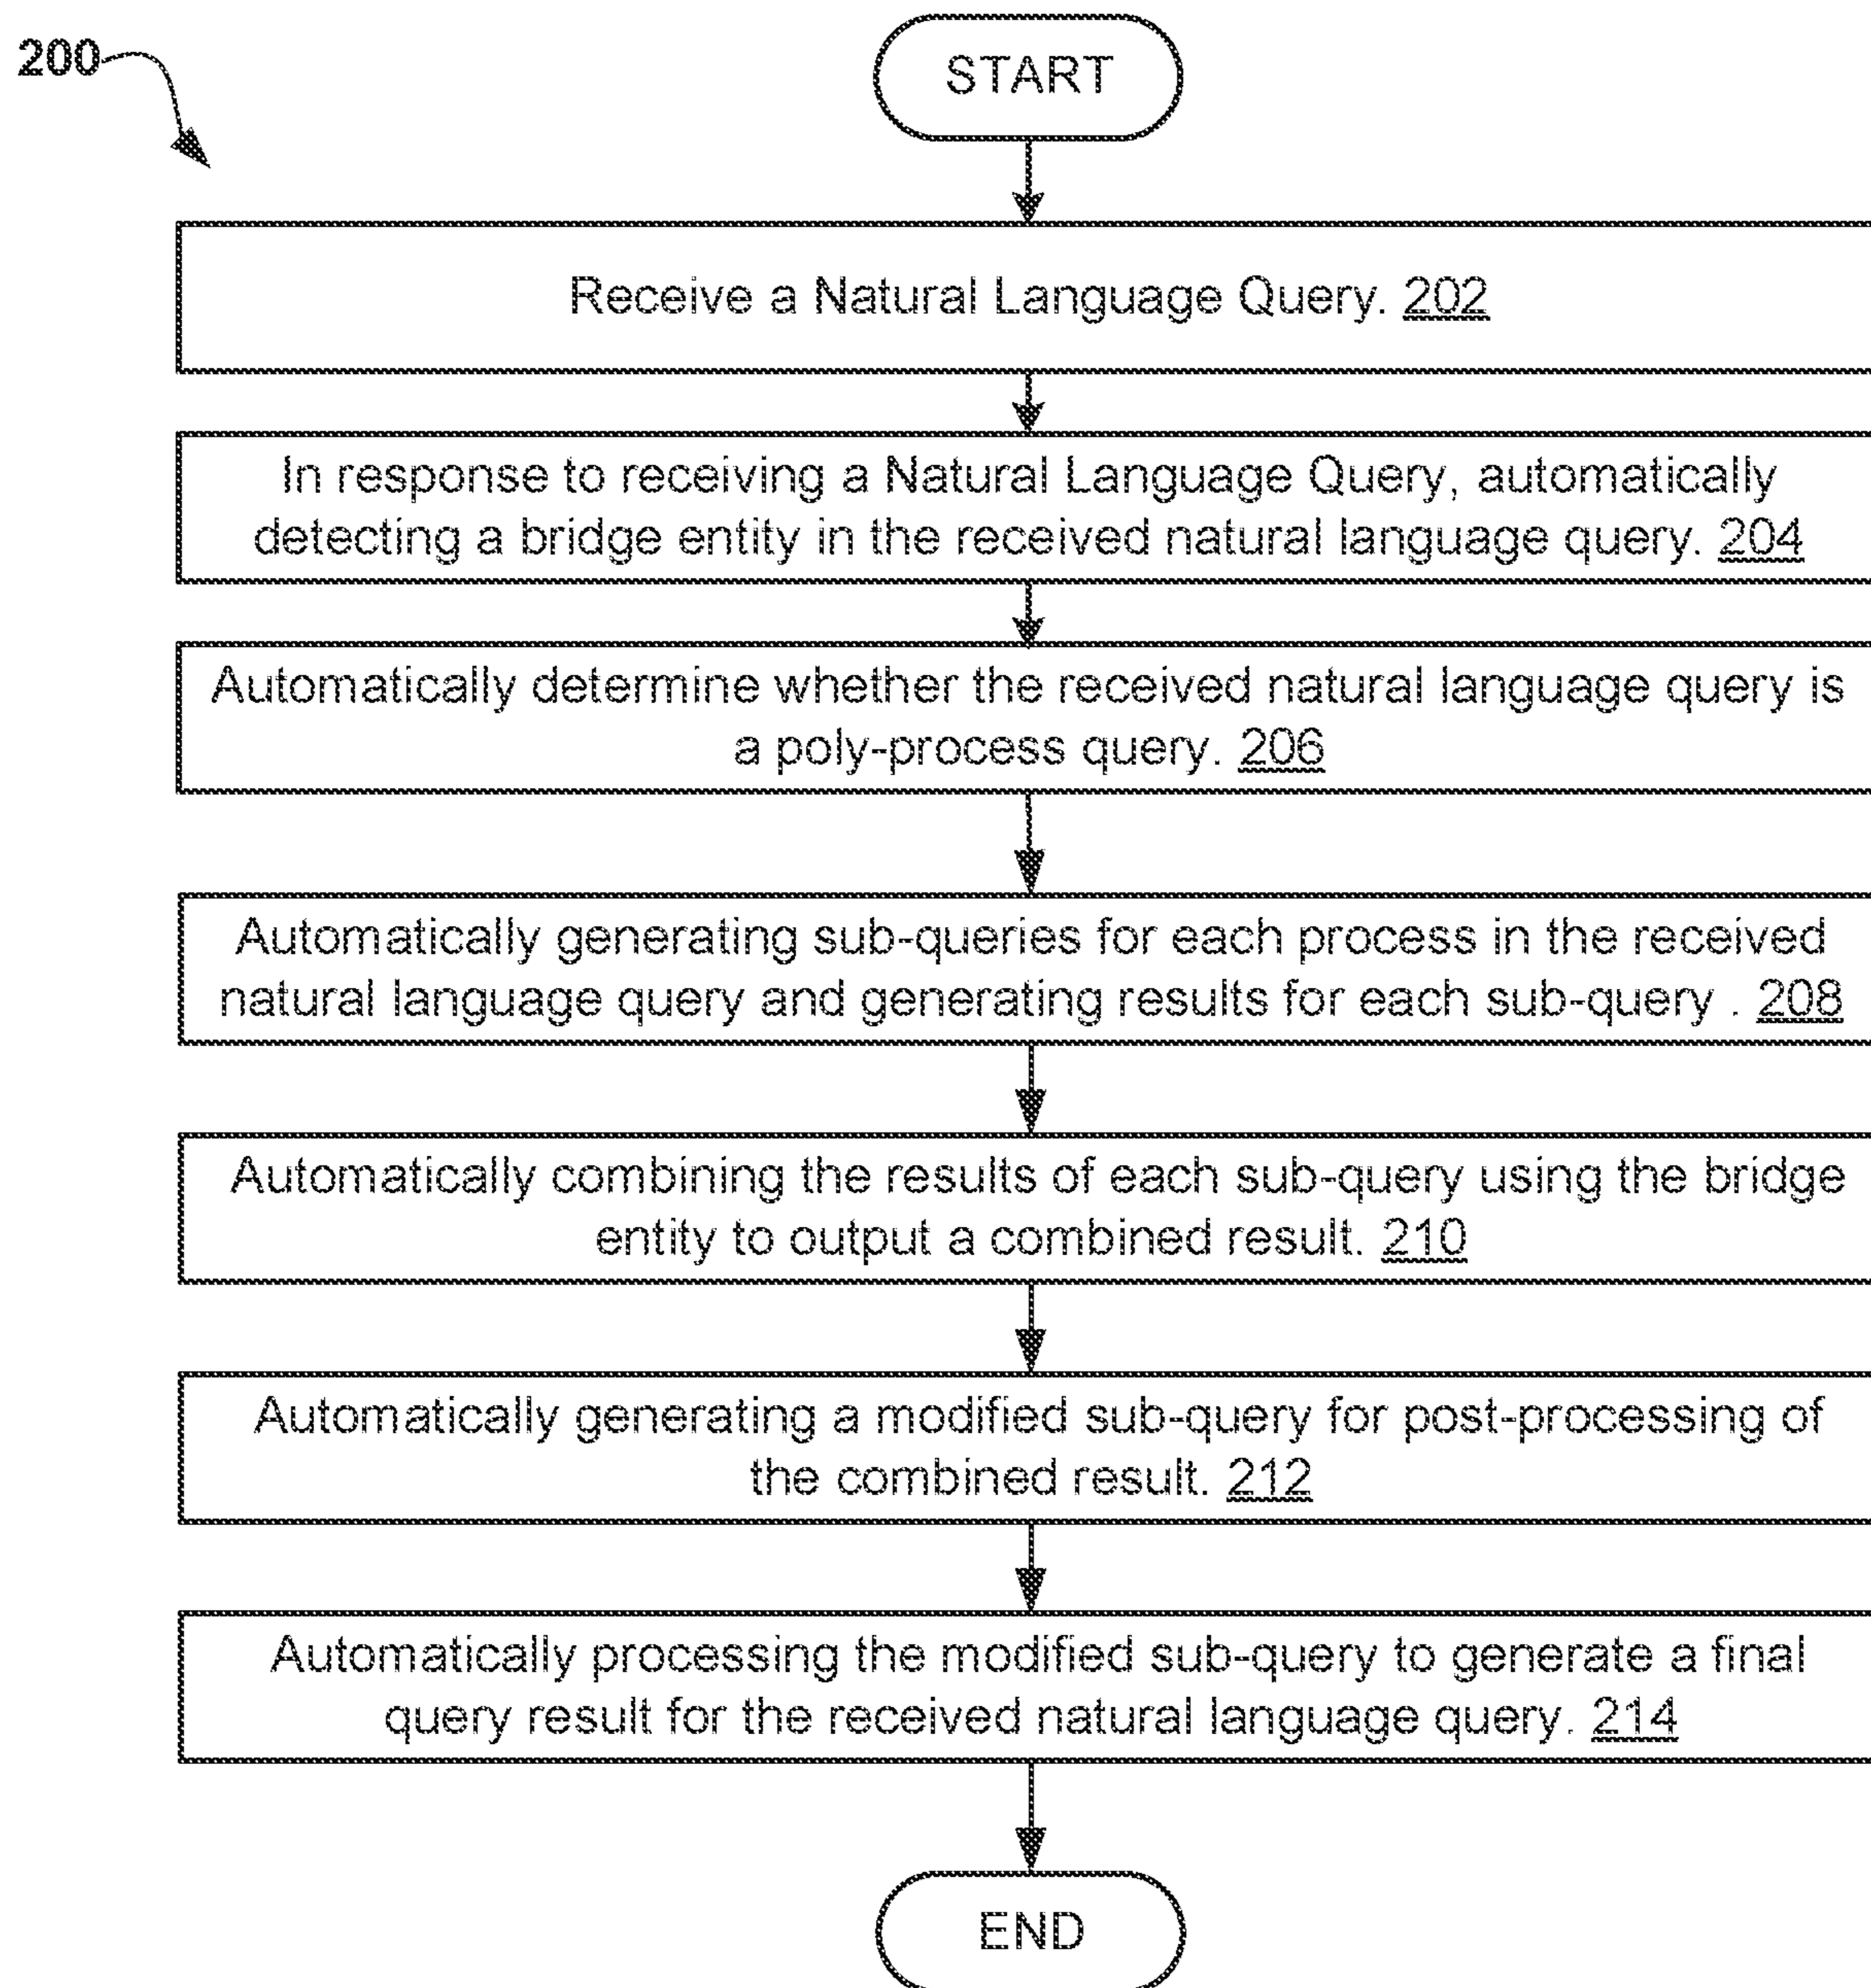 200
START
Receive a Natural Language Query. 202
In response to receiving a Natural Language Query, automatically
detecting a bridge entity in the received natural language query. 204
Automatically determine whether the received natural language query is
a poly-process query. 206
Automatically generating sub-queries for each process in the received
natural language query and generating results for each sub-query . 208
Automatically combining the results of each sub-query using the bridge
entity to output a combined result. 210
Automatically generating a modified sub-query for post-processing of
the combined result. 212
Automatically processing the modified sub-query to generate a final
query result for the received natural language query. 214
END